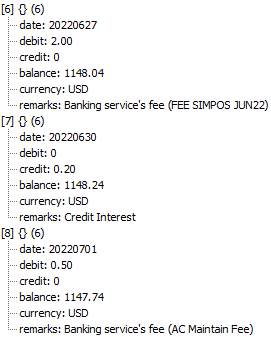 [6] {} (6)
date: 20220627
debit: 2.00
credit: 0
balance: 1148.04
currency: USD
remarks: Banking service's fee (FEE SIMPOS JUN22)
[7] {} (6)
date: 20220630
debit: 0
credit: 0.20
balance: 1148.24
currency: USD
remarks: Credit Interest
[8] {} (6)
date: 20220701
debit: 0.50
credit: 0
balance: 1147.74
currency: USD
remarks: Banking service's fee (AC Maintain Fee)